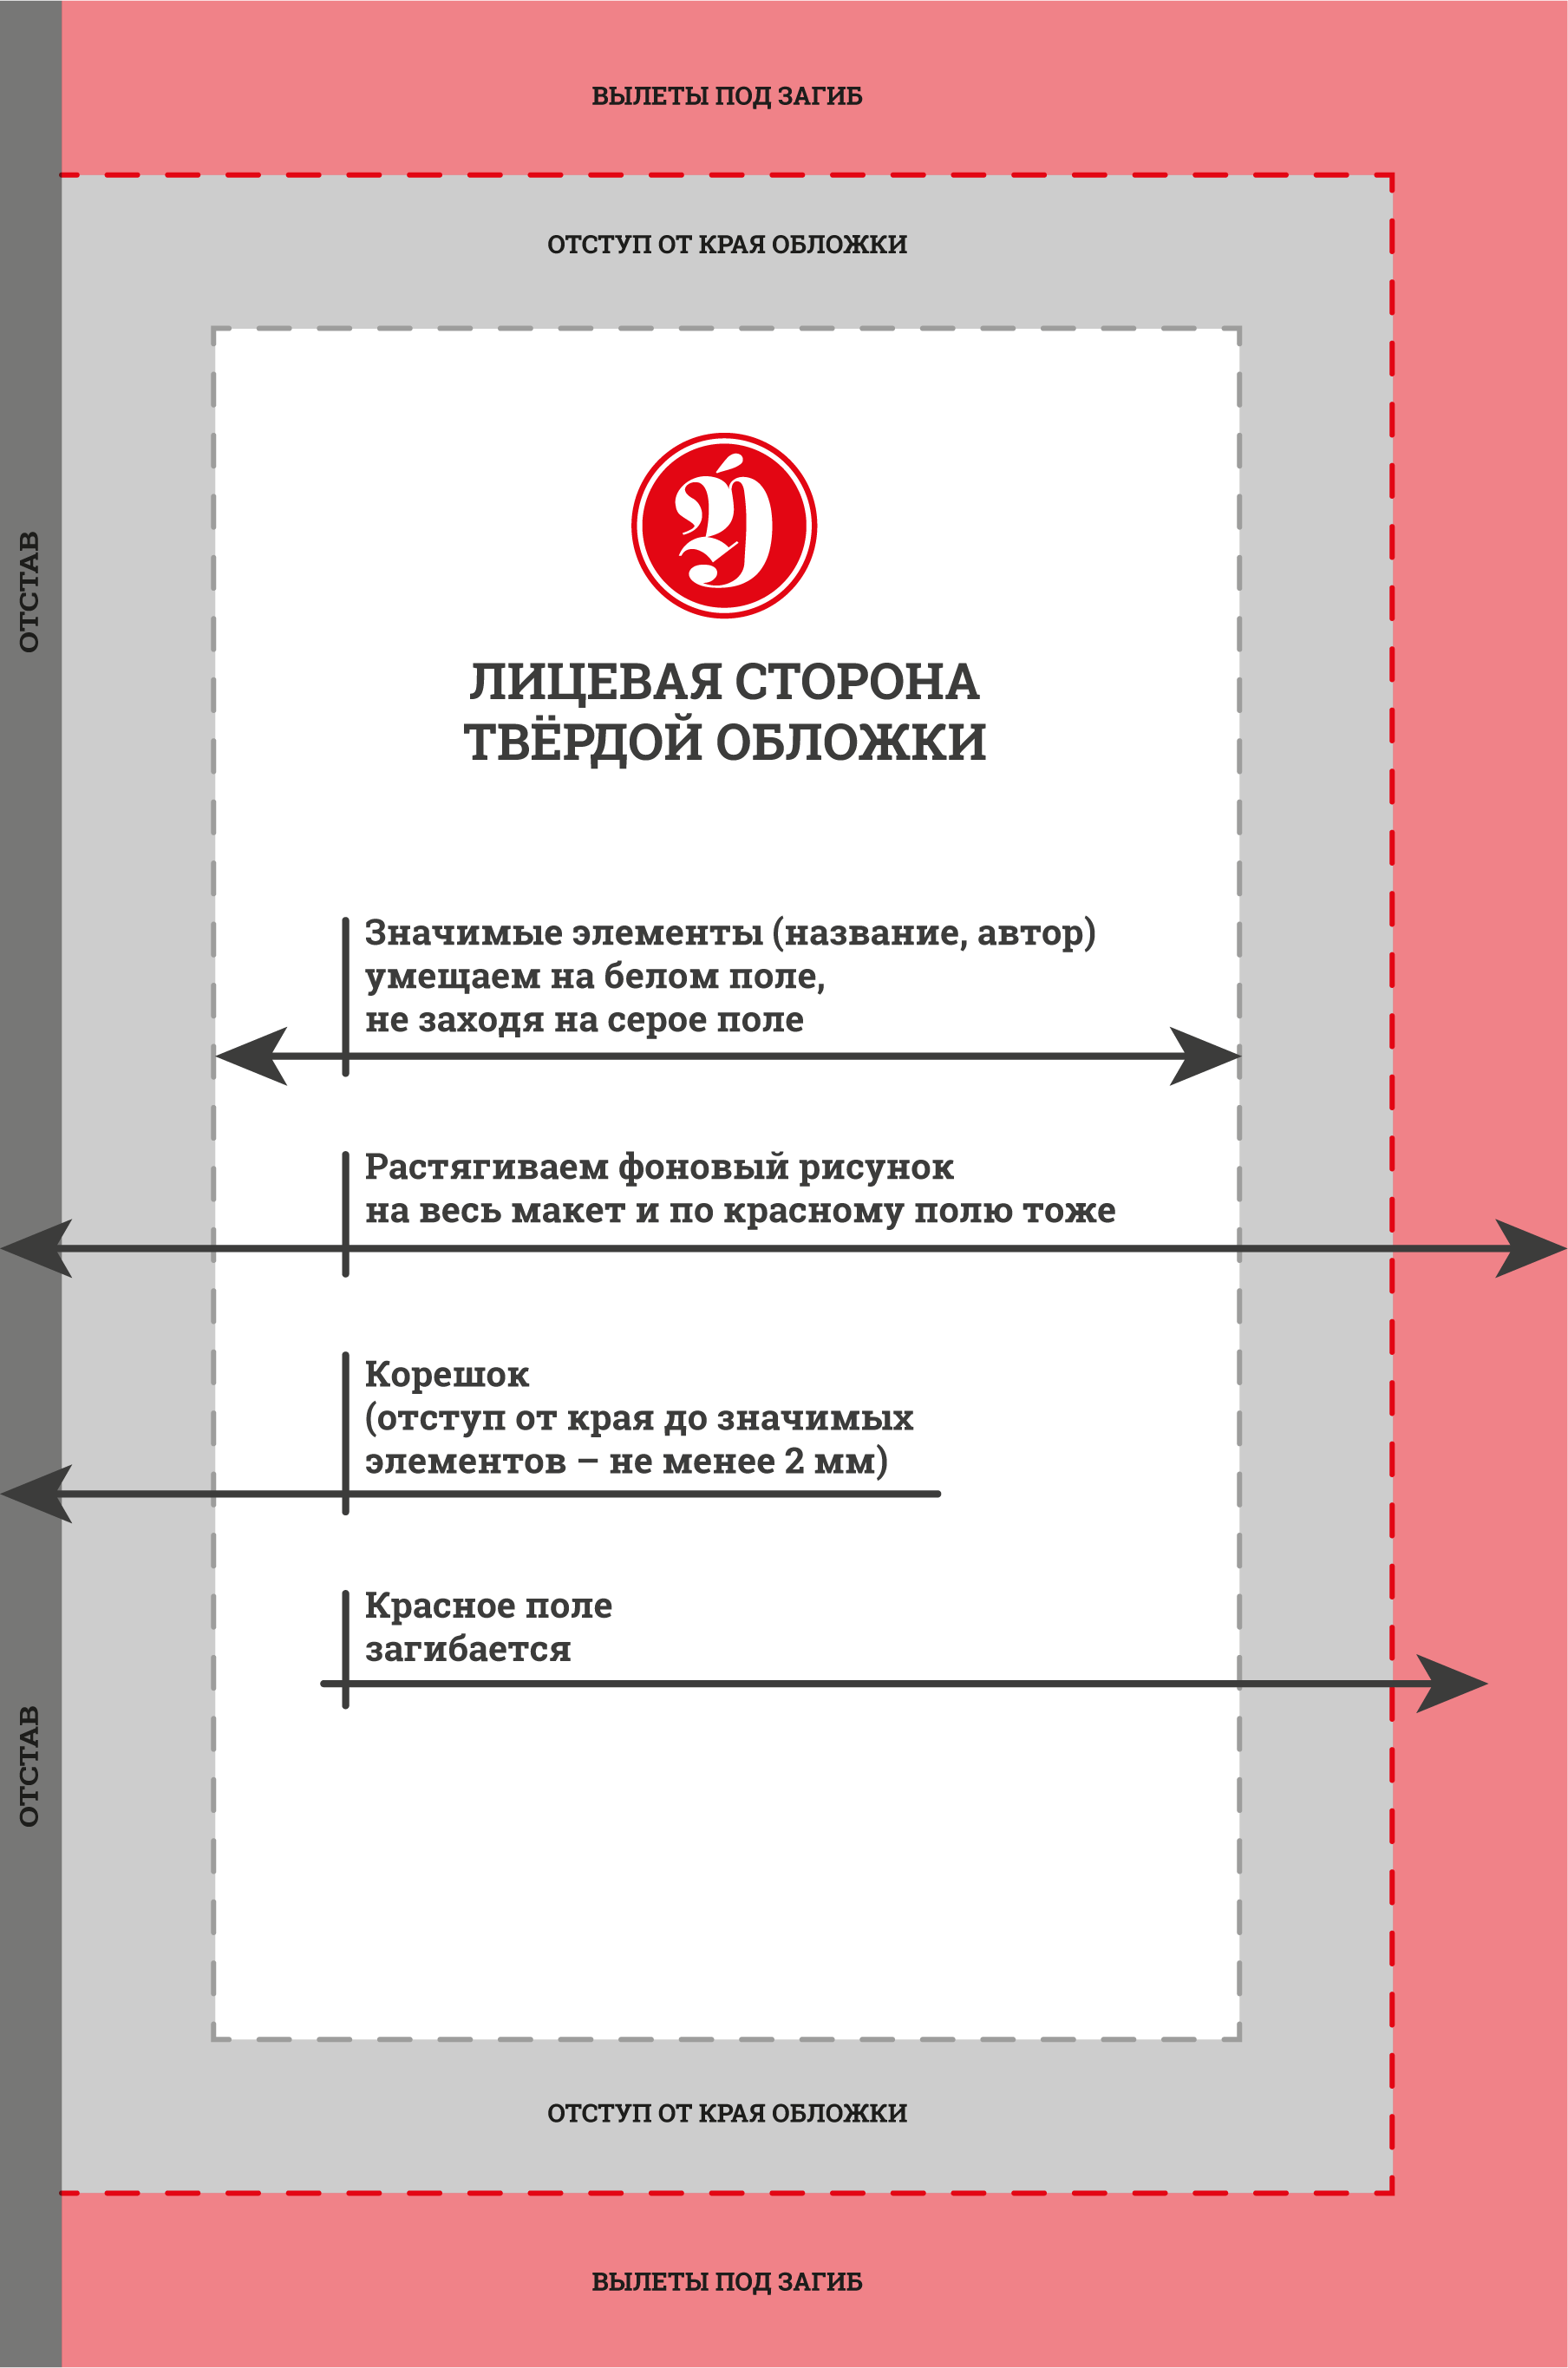 ВЫЛЕТЫ ПОД ЗАГИБ
ОТСТУП ОТ КРАЯ ОБЛОЖКИ
ОТСТАВ
ЛИЦЕВАЯ СТОРОНА
ТВЁРДОЙ ОБЛОЖКИ
Значимые элементы (название, автор)
умещаем на белом поле,
не заходя на серое поле
Растягиваем фоновый рисунок
на весь макет и по красному полю тоже
Корешок
(отступ от края до значимых
элементов – не менее 2 мм)
Красное поле
загибается
ОТСТАВ
ОТСТУП ОТ КРАЯ ОБЛОЖКИ
ВЫЛЕТЫ ПОД ЗАГИБ